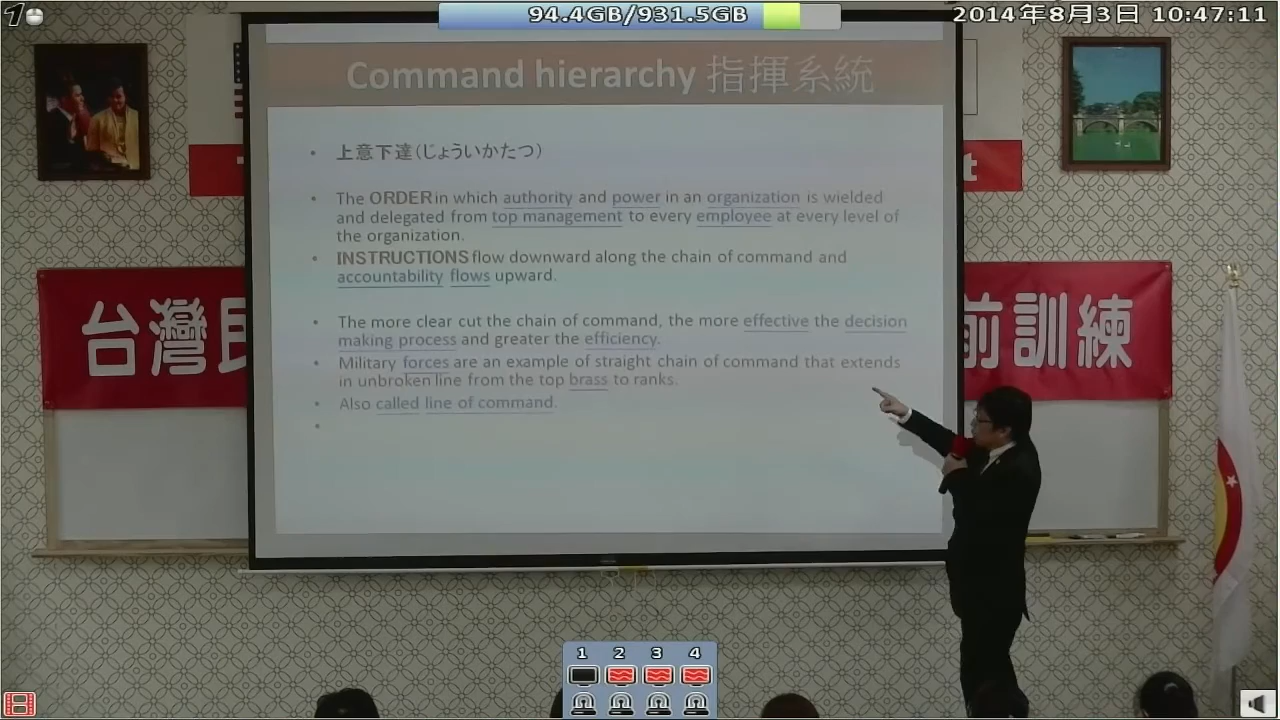 1
94.4GB/931.5GB
2014年8月3日 10:47:11
Command hierarchy 指揮系統
• 上意下達(じょういかたつ)
• The ORDER in which authority and power in an organization is wielded
and delegated from top management to every employee at every level of
the organization.
• INSTRUCTIONS flow downward along the chain of command and
accountability flows upward.
• The more clear cut the chain of command, the more effective the decision
making process and greater the efficiency.
• Military forces are an example of straight chain of command that extends
in unbroken line from the top brass to ranks.
• Also called line of command.
•
t
台灣
前訓練
1 2 3 4